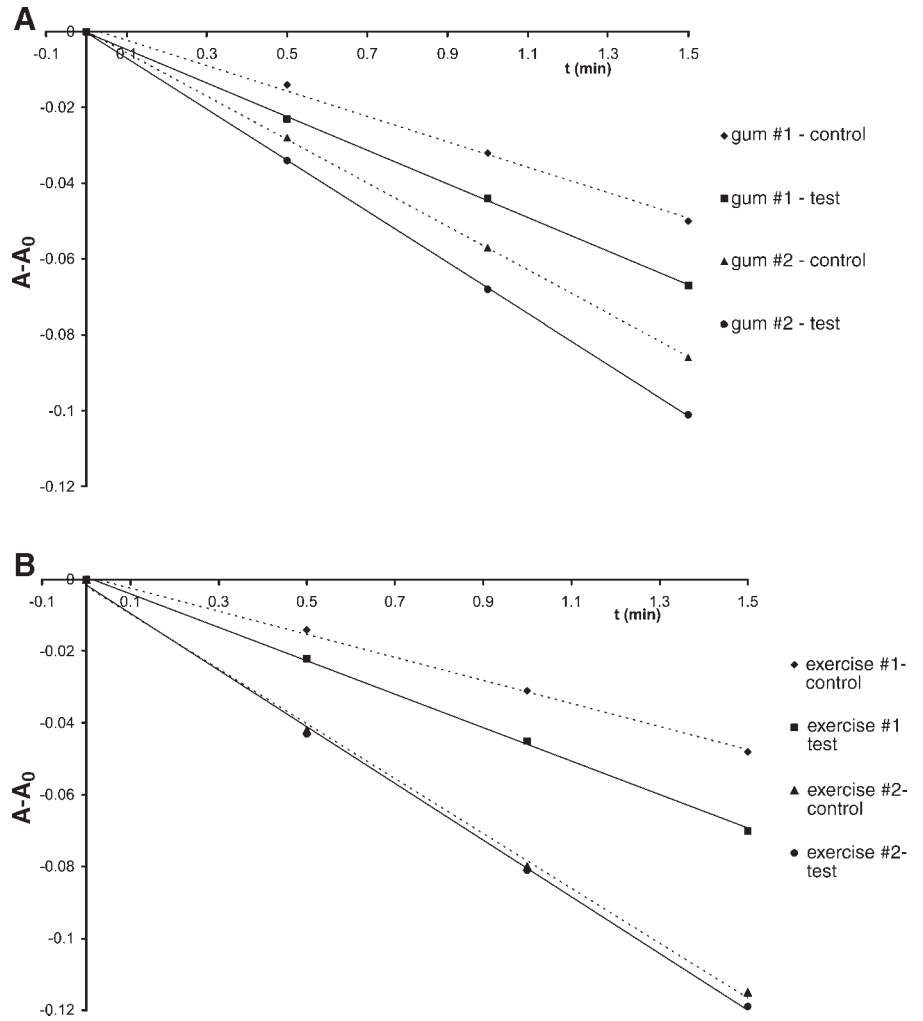 A
0
-0.1 0.1 0.3 0.5 0.7 0.9 1.1 1.3 1.5
t (min)
-0.02
-0.04
-0.06
-0.08
-0.1
-0.12
A-A0
gum #1 - control
gum #1 - test
gum #2 - control
gum #2 - test
B
0
-0.1 0.1 0.3 0.5 0.7 0.9 1.1 1.3 1.5
t (min)
-0.02
-0.04
-0.06
-0.08
-0.1
-0.12
A-A0
exercise #1-
control
exercise #1
test
exercise #2-
control
exercise #2-
test